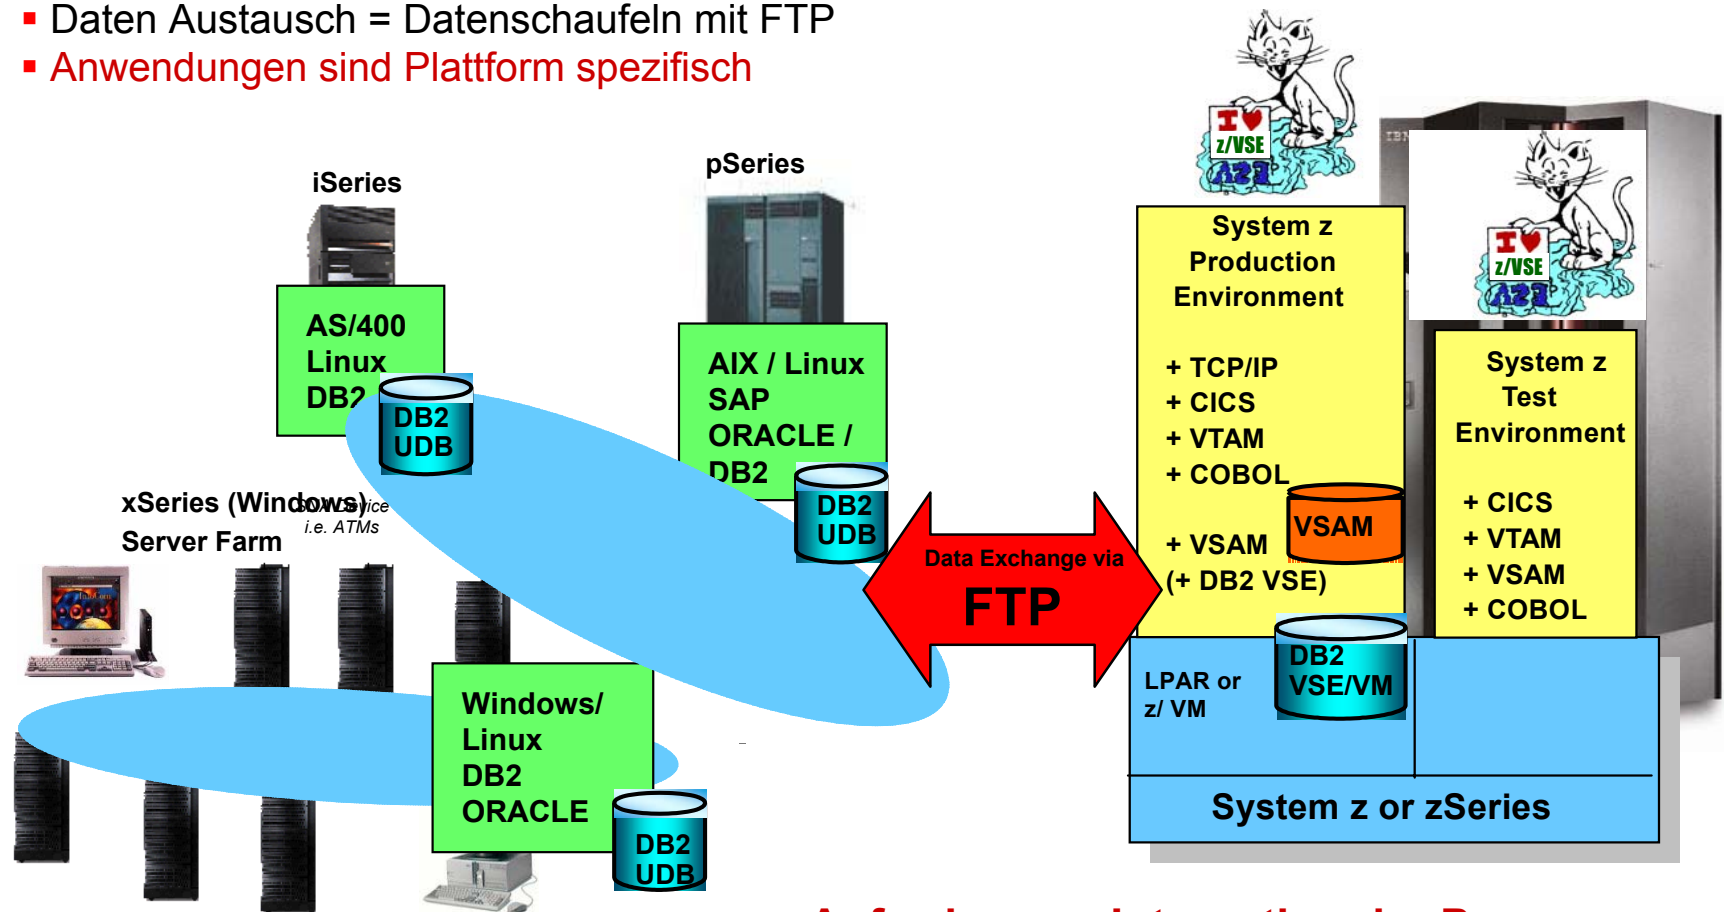 Daten Austausch = Datenschaufeln mit FTP
Anwendungen sind Plattform spezifisch
iSeries
pSeries
AS/400
Linux
DB2
DB2
UDB
AIX / Linux
SAP
ORACLE /
DB2
DB2
UDB
xSeries (Windows)
Server Farm
i.e. ATMs
Windows/
Linux
DB2
ORACLE
DB2
UDB
Data Exchange via
FTP
I ♥
z/VSE
System z
Production
Environment
+ TCP/IP
+ CICS
+ VTAM
+ COBOL
+ VSAM
(+ DB2 VSE)
VSAM
I ♥
z/VSE
System z
Test
Environment
+ CICS
+ VTAM
+ VSAM
+ COBOL
LPAR or
z/ VM
DB2
VSE/VM
System z or zSeries